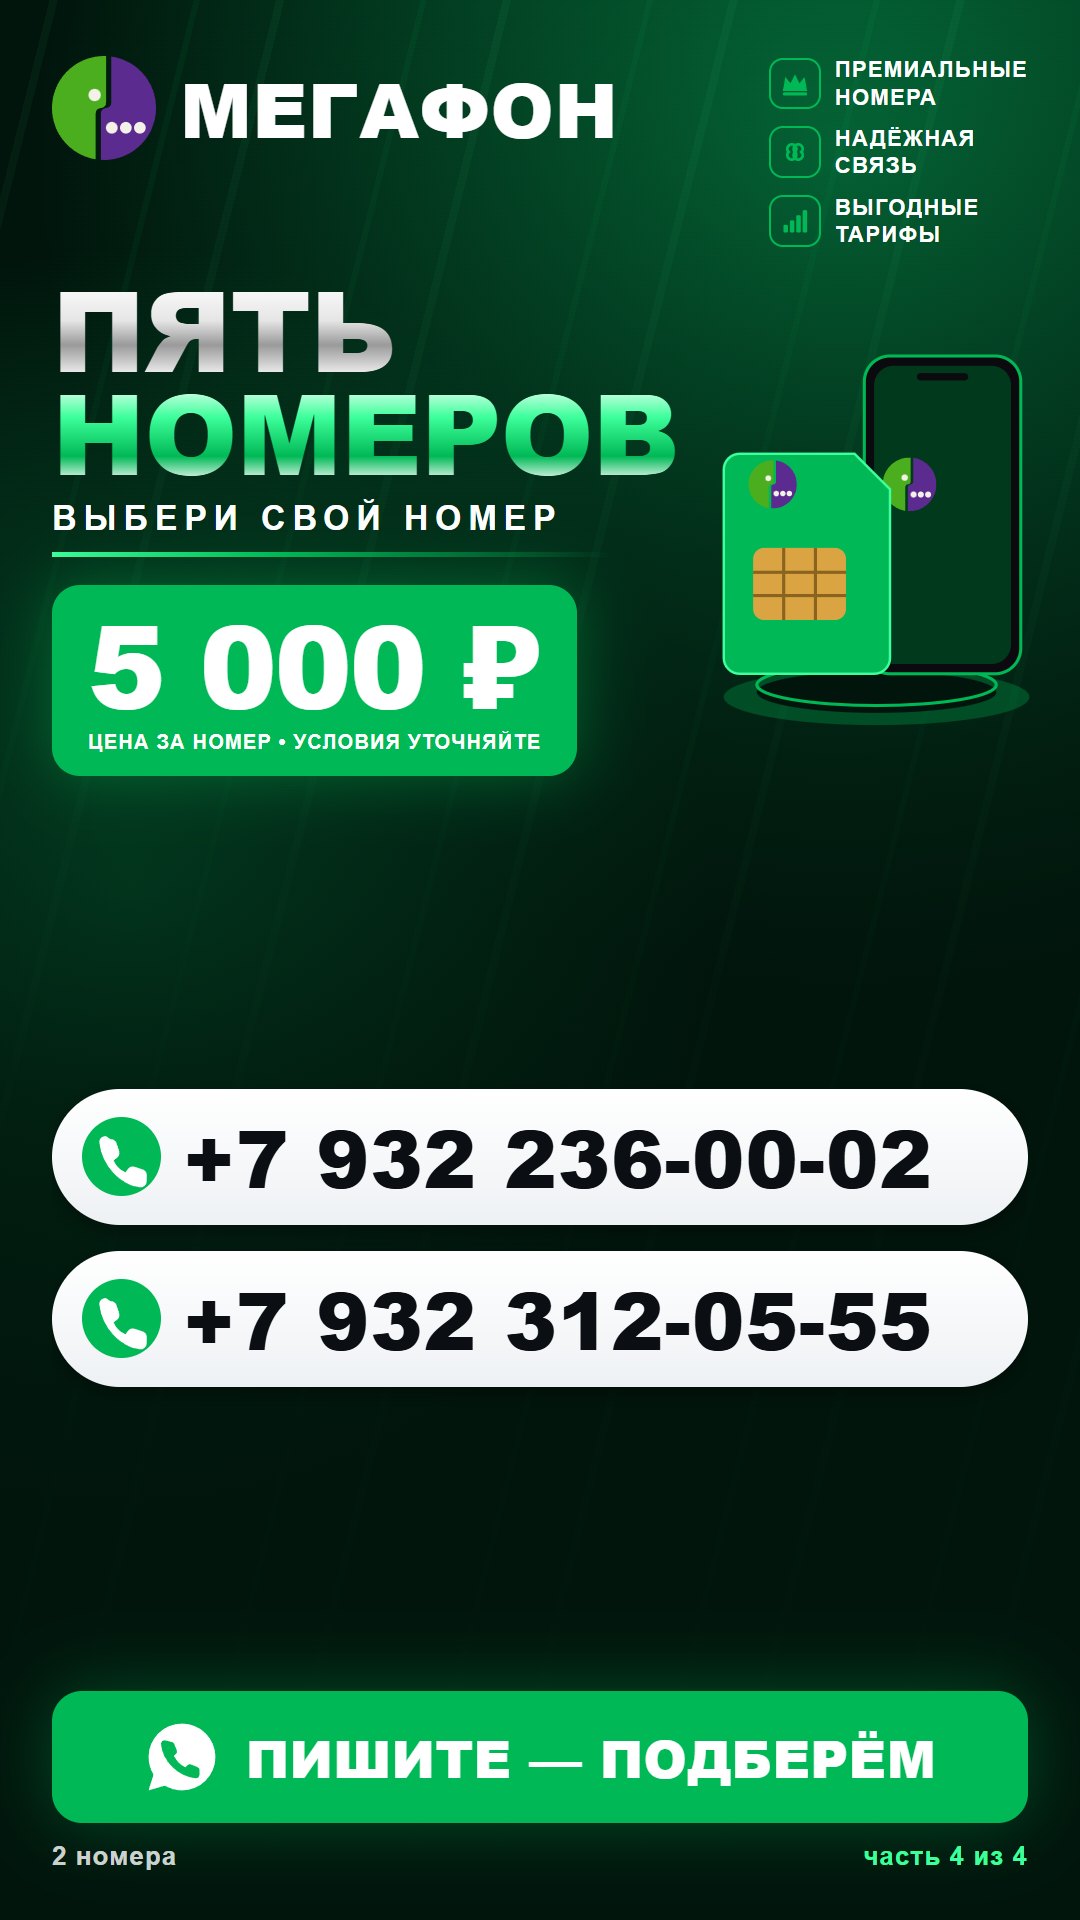 МЕГАФОН
ПРЕМИАЛЬНЫЕ
НОМЕРА
НАДЁЖНАЯ
СВЯЗЬ
ВЫГОДНЫЕ
ТАРИФЫ
ПЯТЬ
НОМЕРОВ
ВЫБЕРИ СВОЙ НОМЕР
5 000 ₽
ЦЕНА ЗА НОМЕР • УСЛОВИЯ УТОЧНЯЙТЕ
+7 932 236-00-02
+7 932 312-05-55
ПИШИТЕ — ПОДБЕРЁМ
2 номера
часть 4 из 4